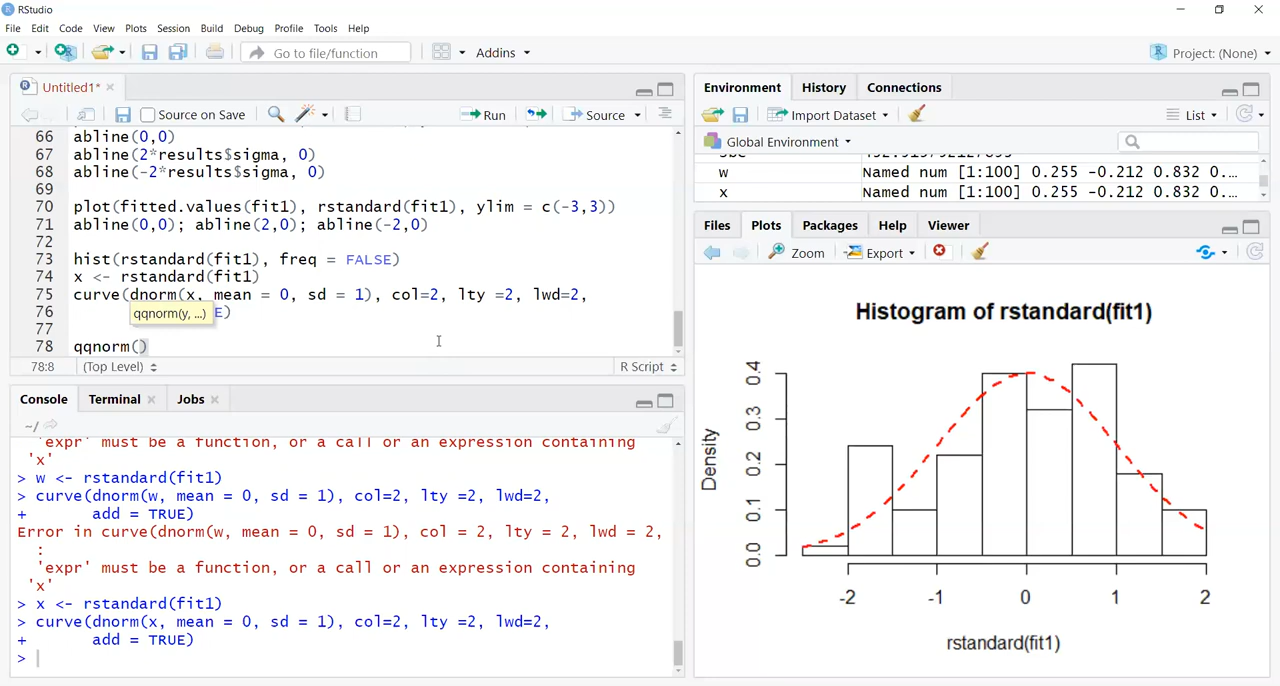 RStudio
File Edit Code View Plots Session Build Debug Profile Tools Help
Go to file/function Addins Project: (None)
Untitled1*
Source on Save Run Source
66 abline(0,0)
67 abline(2*results$sigma, 0)
68 abline(-2*results$sigma, 0)
69
70 plot(fitted.values(fit1), rstandard(fit1), ylim = c(-3,3))
71 abline(0,0); abline(2,0); abline(-2,0)
72
73 hist(rstandard(fit1), freq = FALSE)
74 x <- rstandard(fit1)
75 curve(dnorm(x, mean = 0, sd = 1), col=2, lty =2, lwd=2,
76 E)
qqnorm(y, ...)
77
78 qqnorm()
78:8 (Top Level) R Script
Console Terminal Jobs
~/
'expr' must be a function, or a call or an expression containing
'x'
> w <- rstandard(fit1)
> curve(dnorm(w, mean = 0, sd = 1), col=2, lty =2, lwd=2,
+ add = TRUE)
Error in curve(dnorm(w, mean = 0, sd = 1), col = 2, lty = 2, lwd = 2,
:
'expr' must be a function, or a call or an expression containing
'x'
> x <- rstandard(fit1)
> curve(dnorm(x, mean = 0, sd = 1), col=2, lty =2, lwd=2,
+ add = TRUE)
>
Environment History Connections
Import Dataset List
Global Environment
w Named num [1:100] 0.255 -0.212 0.832 0.…
x Named num [1:100] 0.255 -0.212 0.832 0.…
Files Plots Packages Help Viewer
Zoom Export
Histogram of rstandard(fit1)
Density
0.4
0.3
0.2
0.1
0.0
-2 -1 0 1 2
rstandard(fit1)